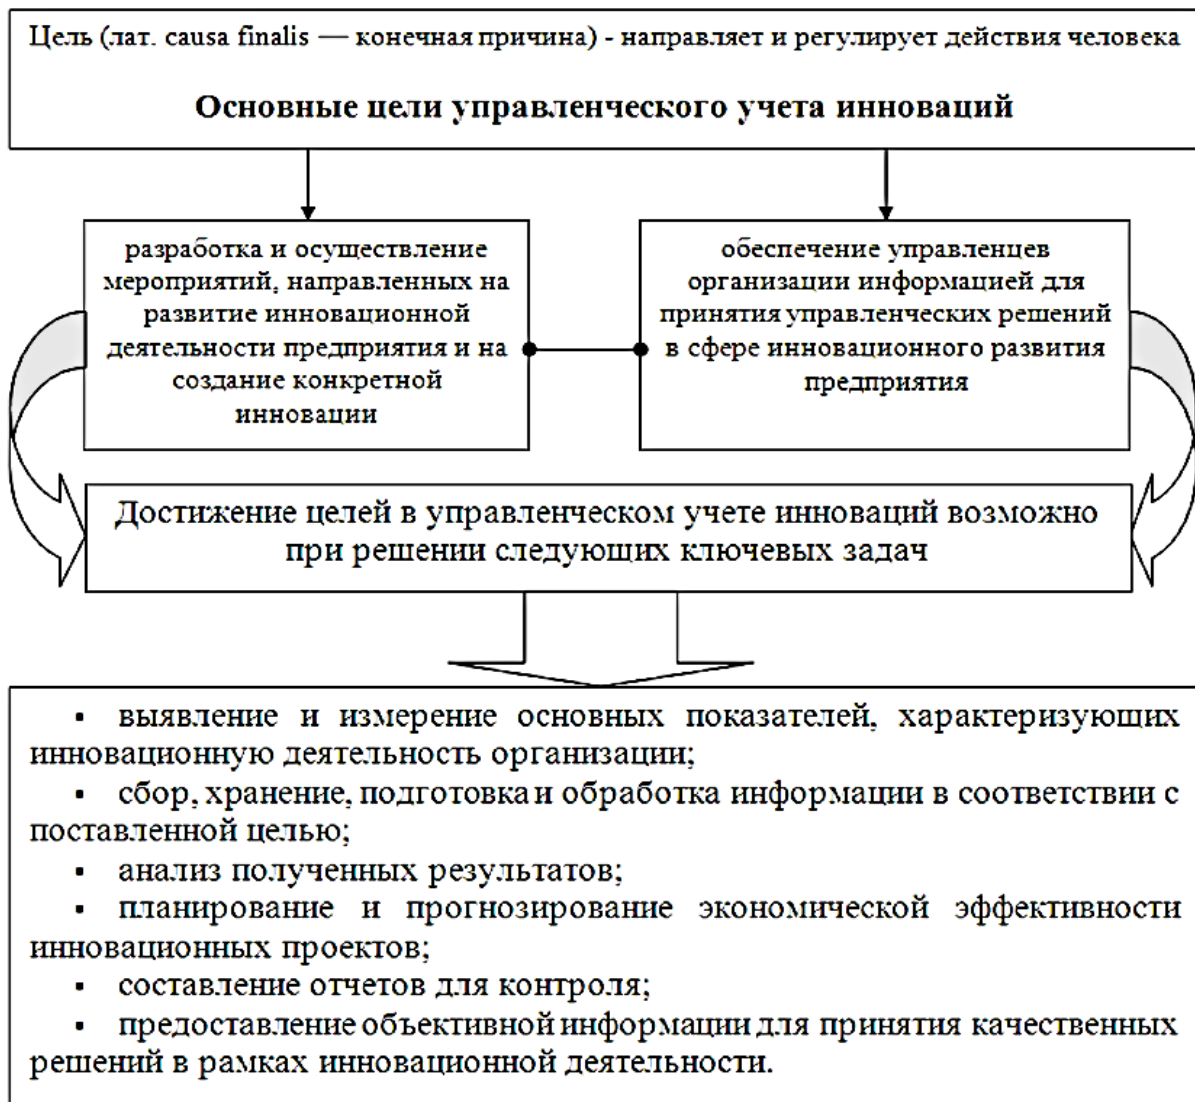 Цель (лат. causa finalis — конечная причина) - направляет и регулирует действия человека
Основные цели управленческого учета инноваций
разработка и осуществление
мероприятий, направленных на
развитие инновационной
деятельности предприятия и на
создание конкретной
инновации
обеспечение управленцев
организации информацией для
принятия управленческих решений
в сфере инновационного развития
предприятия
Достижение целей в управленческом учете инноваций возможно
при решении следующих ключевых задач
▪ выявление и измерение основных показателей, характеризующих
инновационную деятельность организации;
▪ сбор, хранение, подготовка и обработка информации в соответствии с
поставленной целью;
▪ анализ полученных результатов;
▪ планирование и прогнозирование экономической эффективности
инновационных проектов;
▪ составление отчетов для контроля;
▪ предоставление объективной информации для принятия качественных
решений в рамках инновационной деятельности.